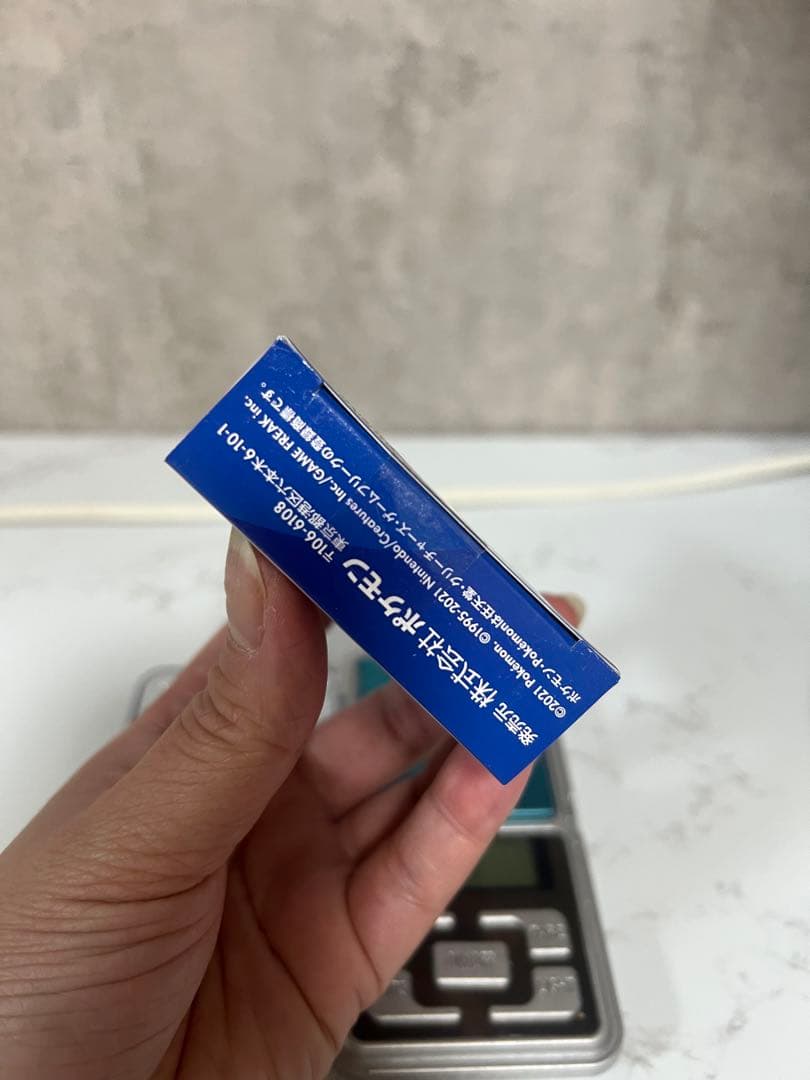 発売元 株式会社 ポケモン 〒106-6108 東京都港区六本木6-10-1
©2021 Pokémon. ©1995-2021 Nintendo/Creatures Inc./GAME FREAK inc.
ポケモン・Pokémonは任天堂・クリーチャーズ・ゲームフリークの登録商標です。